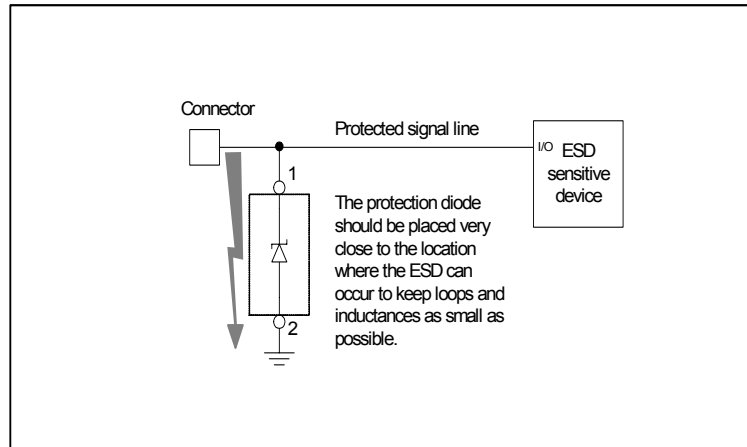 Connector
Protected signal line
I/O ESD
sensitive
device
1
The protection diode
should be placed very
close to the location
where the ESD can
occur to keep loops and
inductances as small as
possible.
2